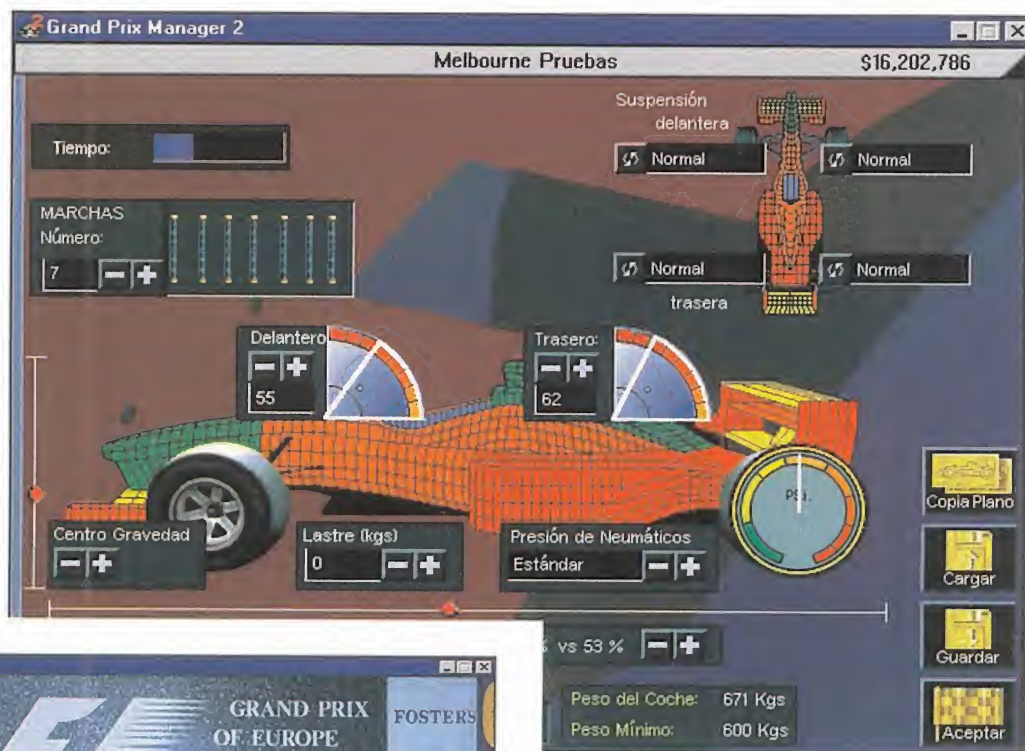 Grand Prix Manager 2
Melbourne Pruebas
$16,202,786
Tiempo:
Suspensión
delantera
Normal
Normal
MARCHAS
Número:
7
Normal
Normal
trasera
Delantero
55
Trasero:
62
PSi.
Centro Gravedad
Lastre (kgs)
0
Presión de Neumáticos
Estándar
Copia Plano
Cargar
Guardar
Aceptar
% vs 53 %
Peso del Coche: 671 Kgs
Peso Mínimo: 600 Kgs
GRAND PRIX
OF EUROPE
FOSTERS